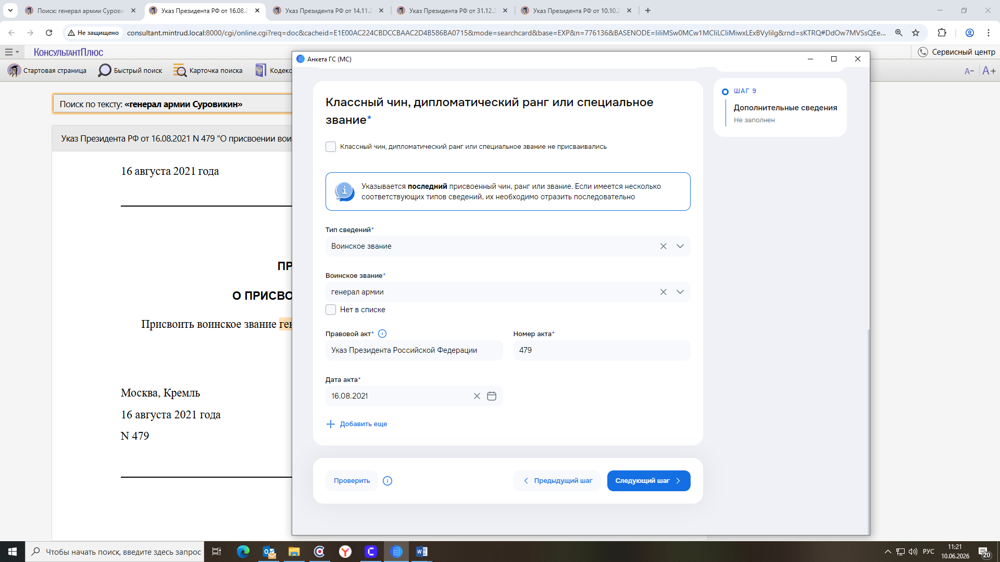 Поиск: генерал армии Сурови
Указ Президента РФ от 16.08.2
Указ Президента РФ от 14.11.2
Указ Президента РФ от 31.12.2
Указ Президента РФ от 10.10.2
Не защищено
consultant.mintrud.local:8000/cgi/online.cgi?req=doc&cacheid=E1E00AC224CBDCCBAAC2D4B586BA0715&mode=searchcard&base=EXP&n=776136&BASENODE=IiIiMSw0MCw1MCIiLCIiMiwxLExBVyIiIg&rnd=sKTRQ#DdOw7MVSsQEe...
КонсультантПлюс
Сервисный центр
Стартовая страница
Быстрый поиск
Карточка поиска
Кодекс
A−
A+
Поиск по тексту: «генерал армии Суровикин»
Указ Президента РФ от 16.08.2021 N 479 "О присвоении вои
16 августа 2021 года
ПР
О ПРИСВО
Присвоить воинское звание ген
Москва, Кремль
16 августа 2021 года
N 479
Анкета ГС (МС)
Классный чин, дипломатический ранг или специальное
звание*
Классный чин, дипломатический ранг или специальное звание не присваивались
Указывается последний присвоенный чин, ранг или звание. Если имеется несколько
соответствующих типов сведений, их необходимо отразить последовательно
Тип сведений*
Воинское звание
Воинское звание*
генерал армии
Нет в списке
Правовой акт*
Номер акта*
Указ Президента Российской Федерации
479
Дата акта*
16.08.2021
Добавить еще
Проверить
Предыдущий шаг
Следующий шаг
ШАГ 9
Дополнительные сведения
Не заполнен
Чтобы начать поиск, введите здесь запрос
РУС
11:21
10.06.2026
20